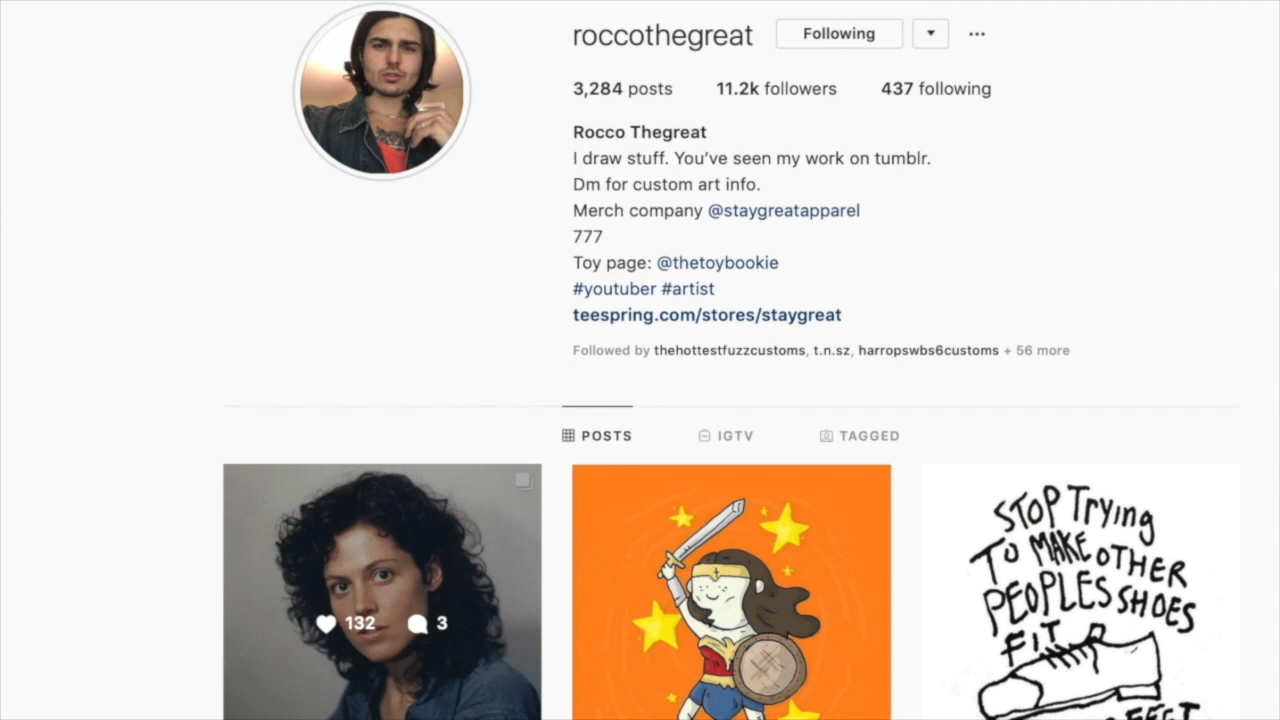 roccothegreat Following
3,284 posts 11.2k followers 437 following
Rocco Thegreat
I draw stuff. You’ve seen my work on tumblr.
Dm for custom art info.
Merch company @staygreatapparel
777
Toy page: @thetoybookie
#youtuber #artist
teespring.com/stores/staygreat
Followed by thehottestfuzzcustoms, t.n.sz, harropswbs6customs + 56 more
POSTS IGTV TAGGED
132 3
STOP TryIng
TO MAKE OTHER
PEOPLES SHOES
FIT